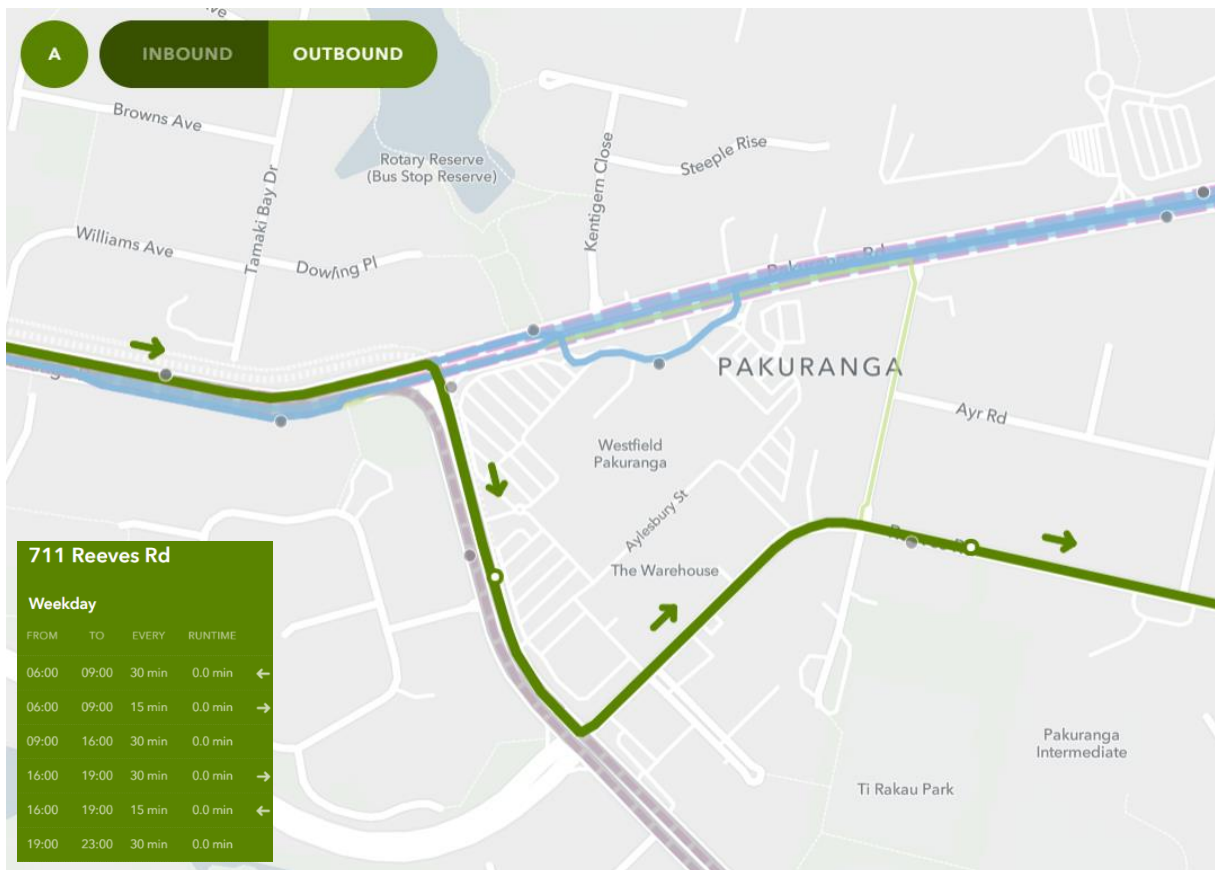 A
INBOUND
OUTBOUND
Browns Ave
Rotary Reserve
(Bus Stop Reserve)
Kentigern Close
Steeple Rise
Tamaki Bay Dr
Williams Ave
Dowling Pl
Pakuranga Rd
PAKURANGA
Ayr Rd
Westfield
Pakuranga
Aylesbury St
The Warehouse
Pakuranga
Intermediate
Ti Rakau Park
711 Reeves Rd
Weekday
FROM TO EVERY RUNTIME
06:00 09:00 30 min 0.0 min ←
06:00 09:00 15 min 0.0 min →
09:00 16:00 30 min 0.0 min
16:00 19:00 30 min 0.0 min →
16:00 19:00 15 min 0.0 min ←
19:00 23:00 30 min 0.0 min